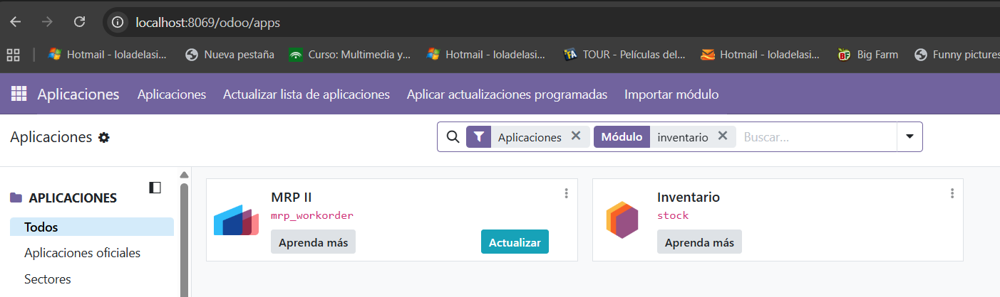 localhost:8069/odoo/apps
Hotmail - loladelasi... Nueva pestaña Curso: Multimedia y... Hotmail - loladelasi... TOUR - Películas del... Hotmail - loladelasi... Big Farm Funny pictures
Aplicaciones Aplicaciones Actualizar lista de aplicaciones Aplicar actualizaciones programadas Importar módulo
Aplicaciones Aplicaciones Módulo inventario Buscar...
APLICACIONES
Todos
Aplicaciones oficiales
Sectores
MRP II
mrp_workorder
Aprenda más Actualizar
Inventario
stock
Aprenda más